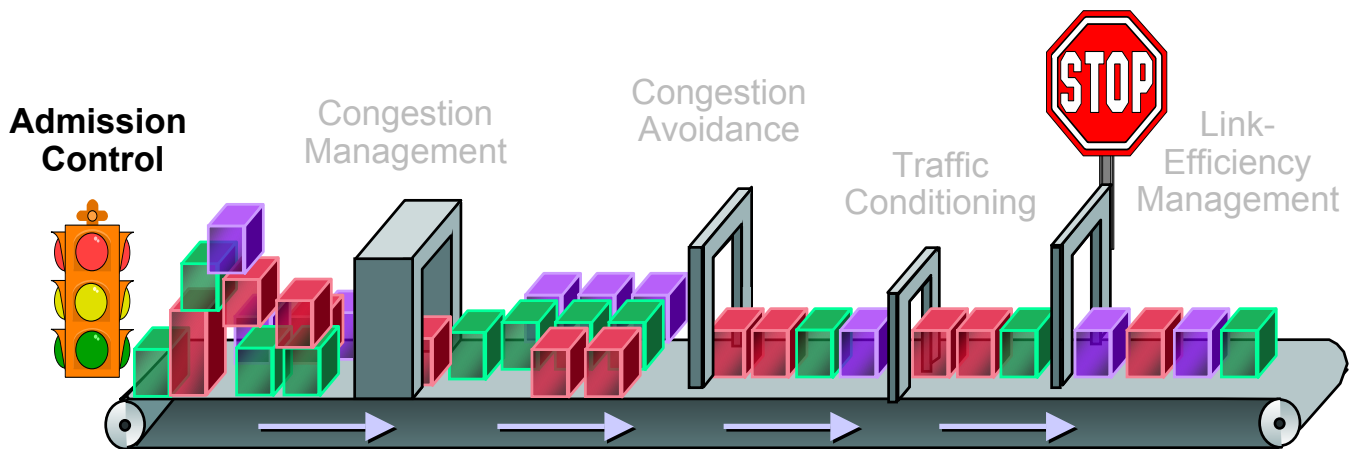 Admission
Control
Congestion
Management
Congestion
Avoidance
Traffic
Conditioning
STOP
Link-
Efficiency
Management